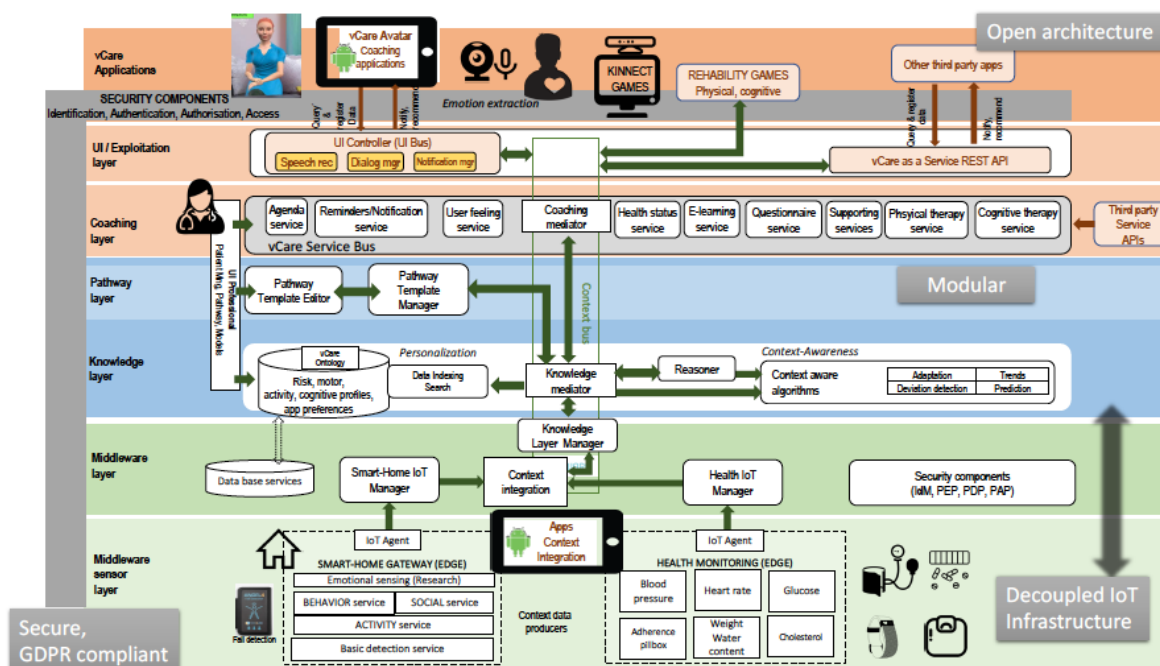 Open architecture
vCare
Applications
vCare Avatar
Coaching
applications
KINNECT
GAMES
REHABILITY GAMES
Physical, cognitive
Other third party apps
SECURITY COMPONENTS
Identification, Authentication, Authorisation, Access
Emotion extraction
Query
&
register
Data
Notify,
recommend
Query & register
data
Notify,
recommend
UI / Exploitation
layer
UI Controller (UI Bus)
Speech rec
Dialog mgr
Notification mgr
vCare as a Service REST API
Coaching
layer
Agenda
service
Reminders/Notification
service
User feeling
service
Coaching
mediator
Health status
service
E-learning
service
Questionnaire
service
Supporting
services
Phsyical therapy
service
Cognitive therapy
service
Third party
Service
APIs
vCare Service Bus
UI Professional
Patient Mng, Pathway, Models
Pathway
layer
Pathway
Template Editor
Pathway
Template
Manager
Context bus
Modular
Knowledge
layer
vCare
Ontology
Personalization
Context-Awareness
Risk, motor,
activity, cognitive profiles,
app preferences
Data Indexing
Search
Knowledge
mediator
Reasoner
Context aware
algorithms
Adaptation
Trends
Deviation detection
Prediction
Knowledge
Layer Manager
Middleware
layer
Data base services
Smart-Home IoT
Manager
Context
integration
Health IoT
Manager
Security components
(IdM, PEP, PDP, PAP)
Middleware
sensor
layer
IoT Agent
Apps
Context
Integration
IoT Agent
SMART-HOME GATEWAY (EDGE)
Emotional sensing (Research)
BEHAVIOR service
SOCIAL service
ACTIVITY service
Basic detection service
Fall detection
Context data
producers
HEALTH MONITORING (EDGE)
Blood
pressure
Heart rate
Glucose
Adherence
pillbox
Weight
Water
content
Cholesterol
Decoupled IoT
Infrastructure
Secure,
GDPR compliant